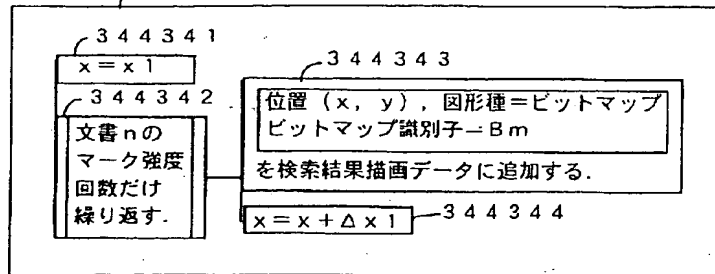 344341
x=x1
344343
344342
位置(x,y),図形種=ビットマップ
ビットマップ識別子=Bm
を検索結果描画データに追加する.
文書nの
マーク強度
回数だけ
繰り返す.
x=x+Δx1
344344